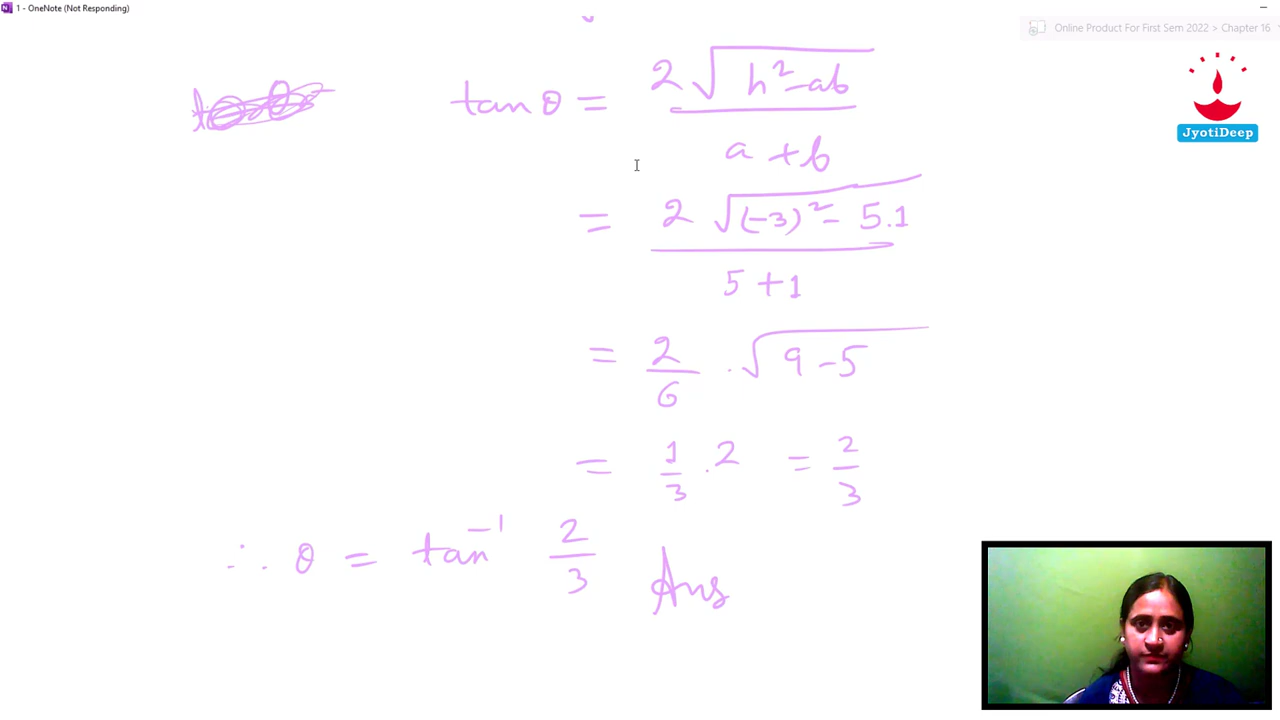 1 - OneNote (Not Responding)
Online Product For First Sem 2022 > Chapter 16
JyotiDeep
tan θ = 2√(h² - ab) / (a + b)
= 2√((-3)² - 5.1) / (5 + 1)
= 2/6 . √(9 - 5)
= 1/3 . 2 = 2/3
∴ θ = tan⁻¹ 2/3 Ans